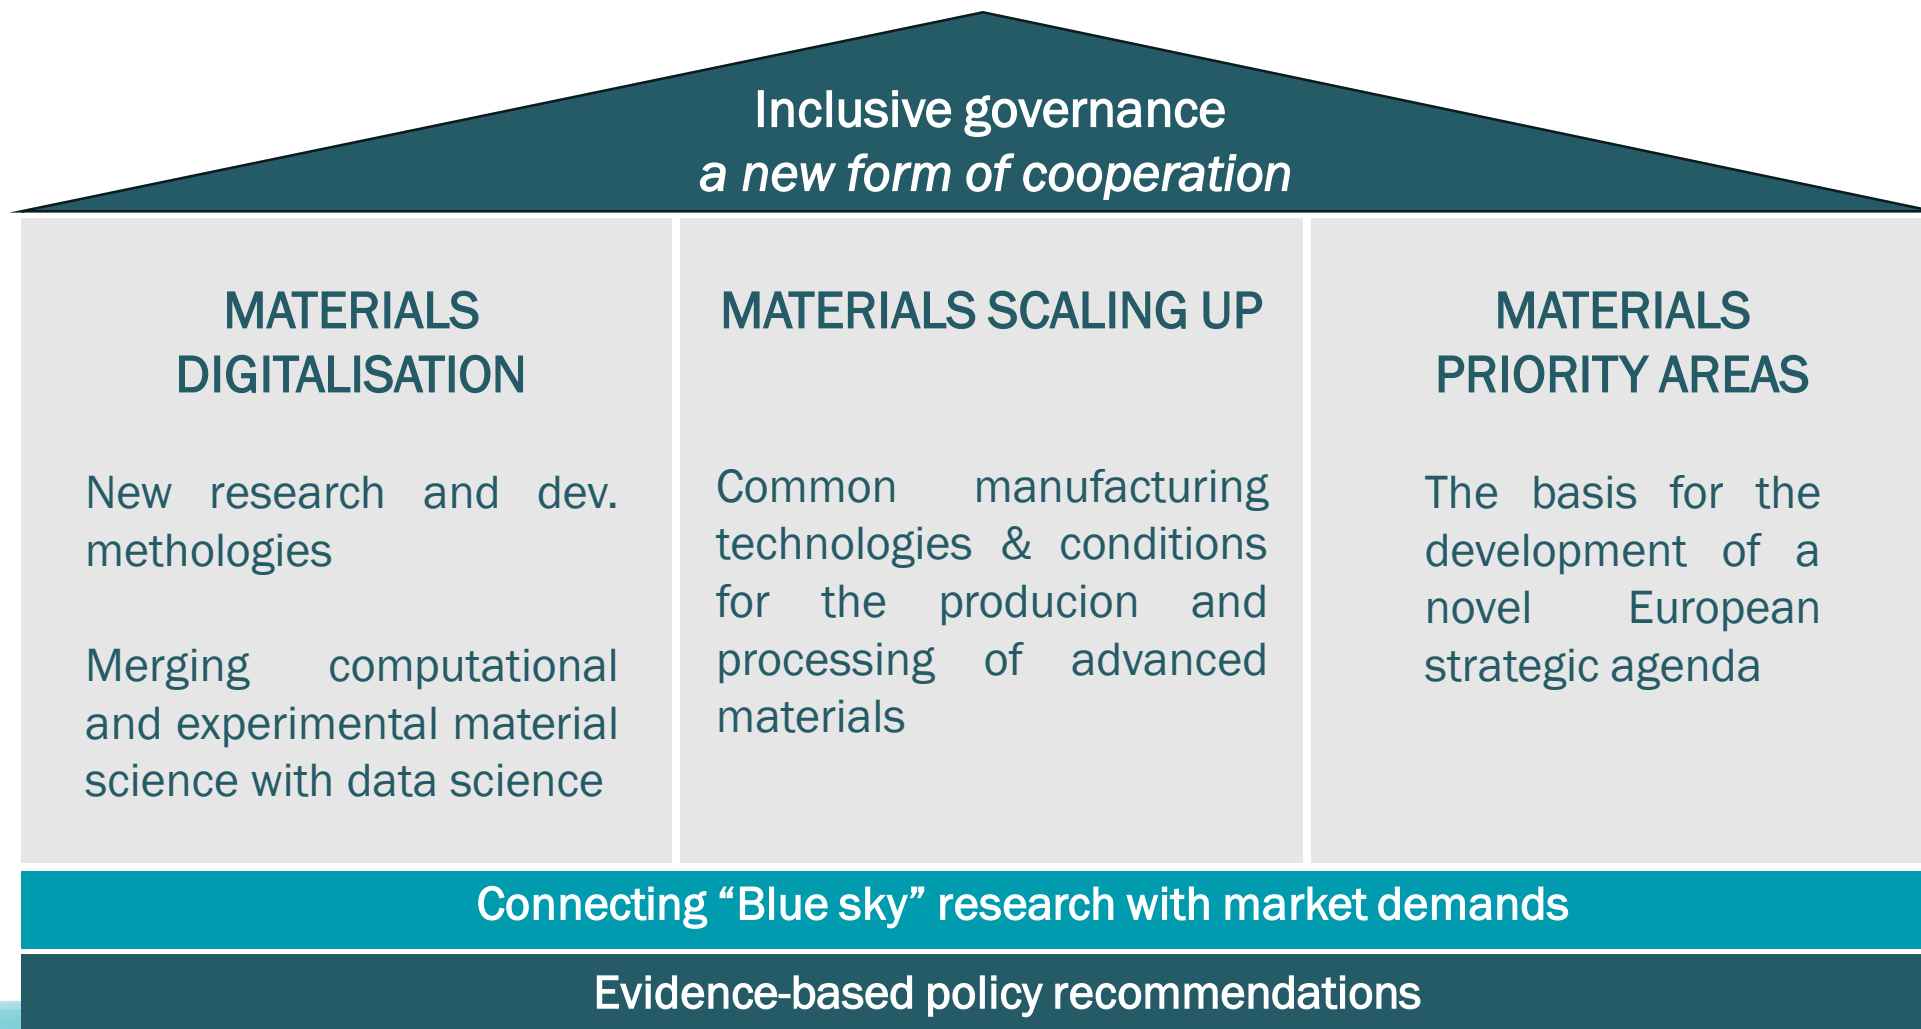 Inclusive governance
a new form of cooperation
MATERIALS
DIGITALISATION
New research and dev.
methologies
Merging computational
and experimental material
science with data science
MATERIALS SCALING UP
Common manufacturing
technologies & conditions
for the producion and
processing of advanced
materials
MATERIALS
PRIORITY AREAS
The basis for the
development of a
novel European
strategic agenda
Connecting “Blue sky” research with market demands
Evidence-based policy recommendations